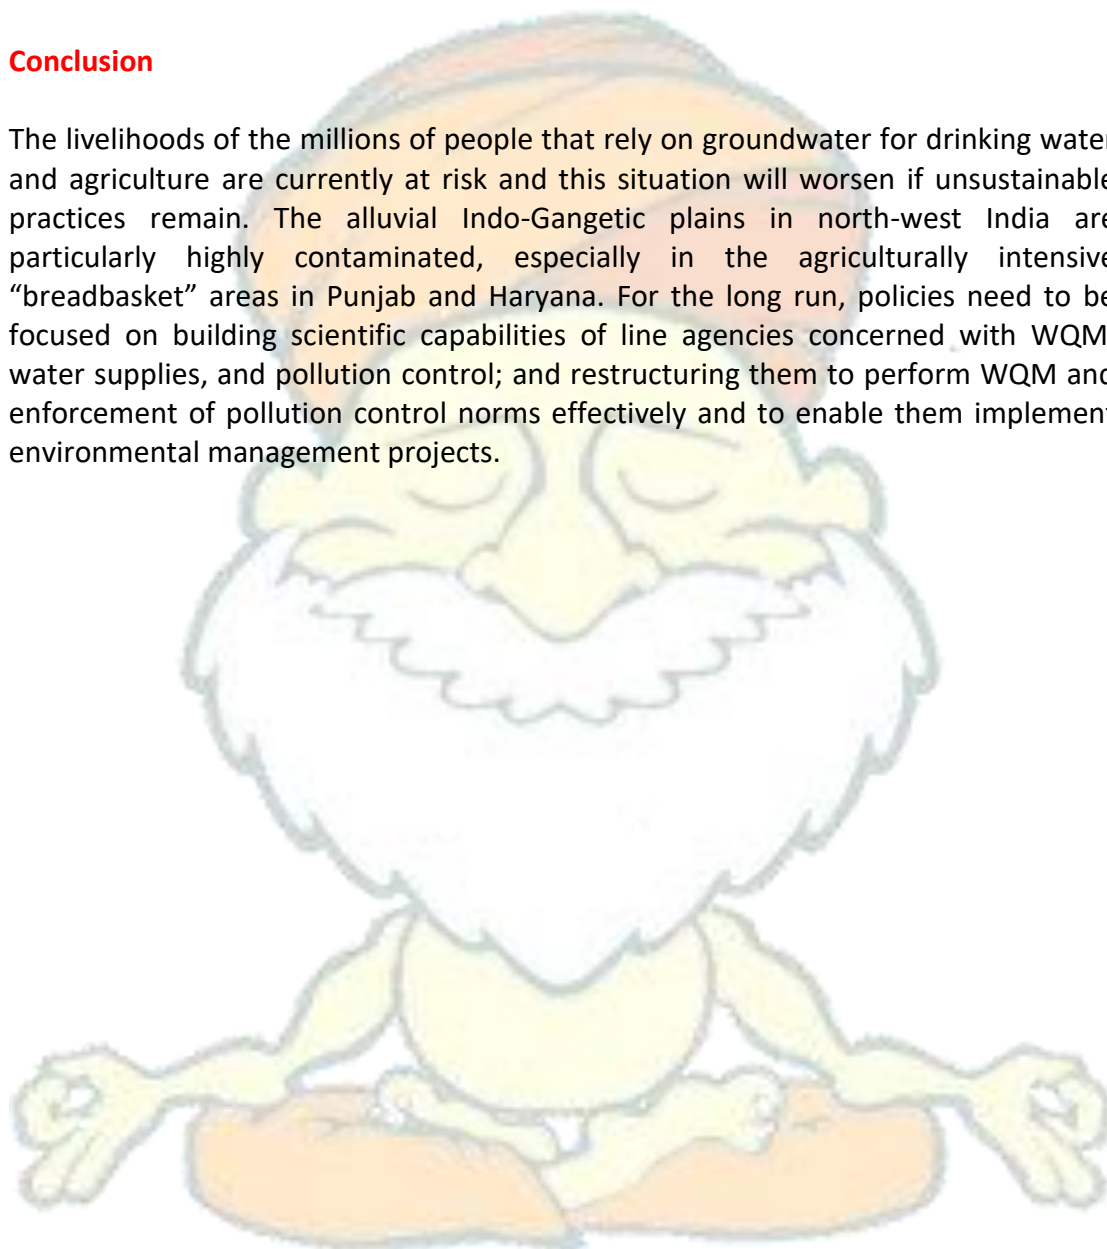 Conclusion
The livelihoods of the millions of people that rely on groundwater for drinking water
and agriculture are currently at risk and this situation will worsen if unsustainable
practices remain. The alluvial Indo-Gangetic plains in north-west India are
particularly highly contaminated, especially in the agriculturally intensive
“breadbasket” areas in Punjab and Haryana. For the long run, policies need to be
focused on building scientific capabilities of line agencies concerned with WQM,
water supplies, and pollution control; and restructuring them to perform WQM and
enforcement of pollution control norms effectively and to enable them implement
environmental management projects.